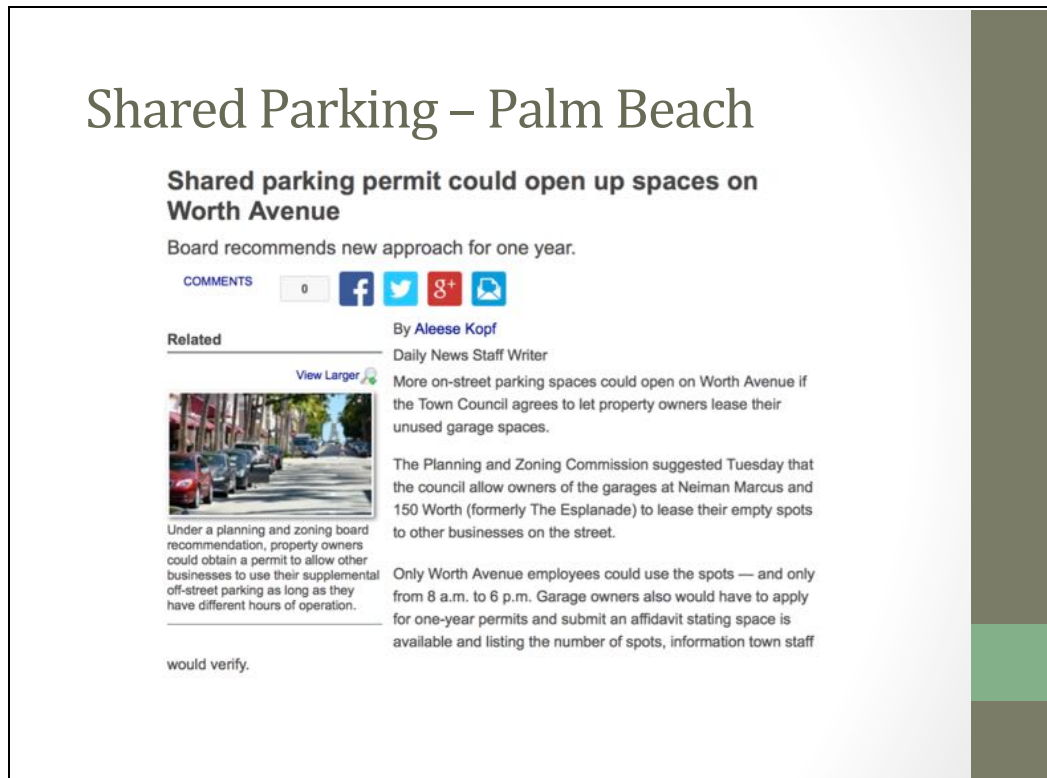 Shared Parking – Palm Beach
Shared parking permit could open up spaces on
Worth Avenue
Board recommends new approach for one year.
COMMENTS
0
f
g+
Related
View Larger
Under a planning and zoning board
recommendation, property owners
could obtain a permit to allow other
businesses to use their supplemental
off-street parking as long as they
have different hours of operation.
By Aleese Kopf
Daily News Staff Writer
More on-street parking spaces could open on Worth Avenue if
the Town Council agrees to let property owners lease their
unused garage spaces.
The Planning and Zoning Commission suggested Tuesday that
the council allow owners of the garages at Neiman Marcus and
150 Worth (formerly The Esplanade) to lease their empty spots
to other businesses on the street.
Only Worth Avenue employees could use the spots — and only
from 8 a.m. to 6 p.m. Garage owners also would have to apply
for one-year permits and submit an affidavit stating space is
available and listing the number of spots, information town staff
would verify.